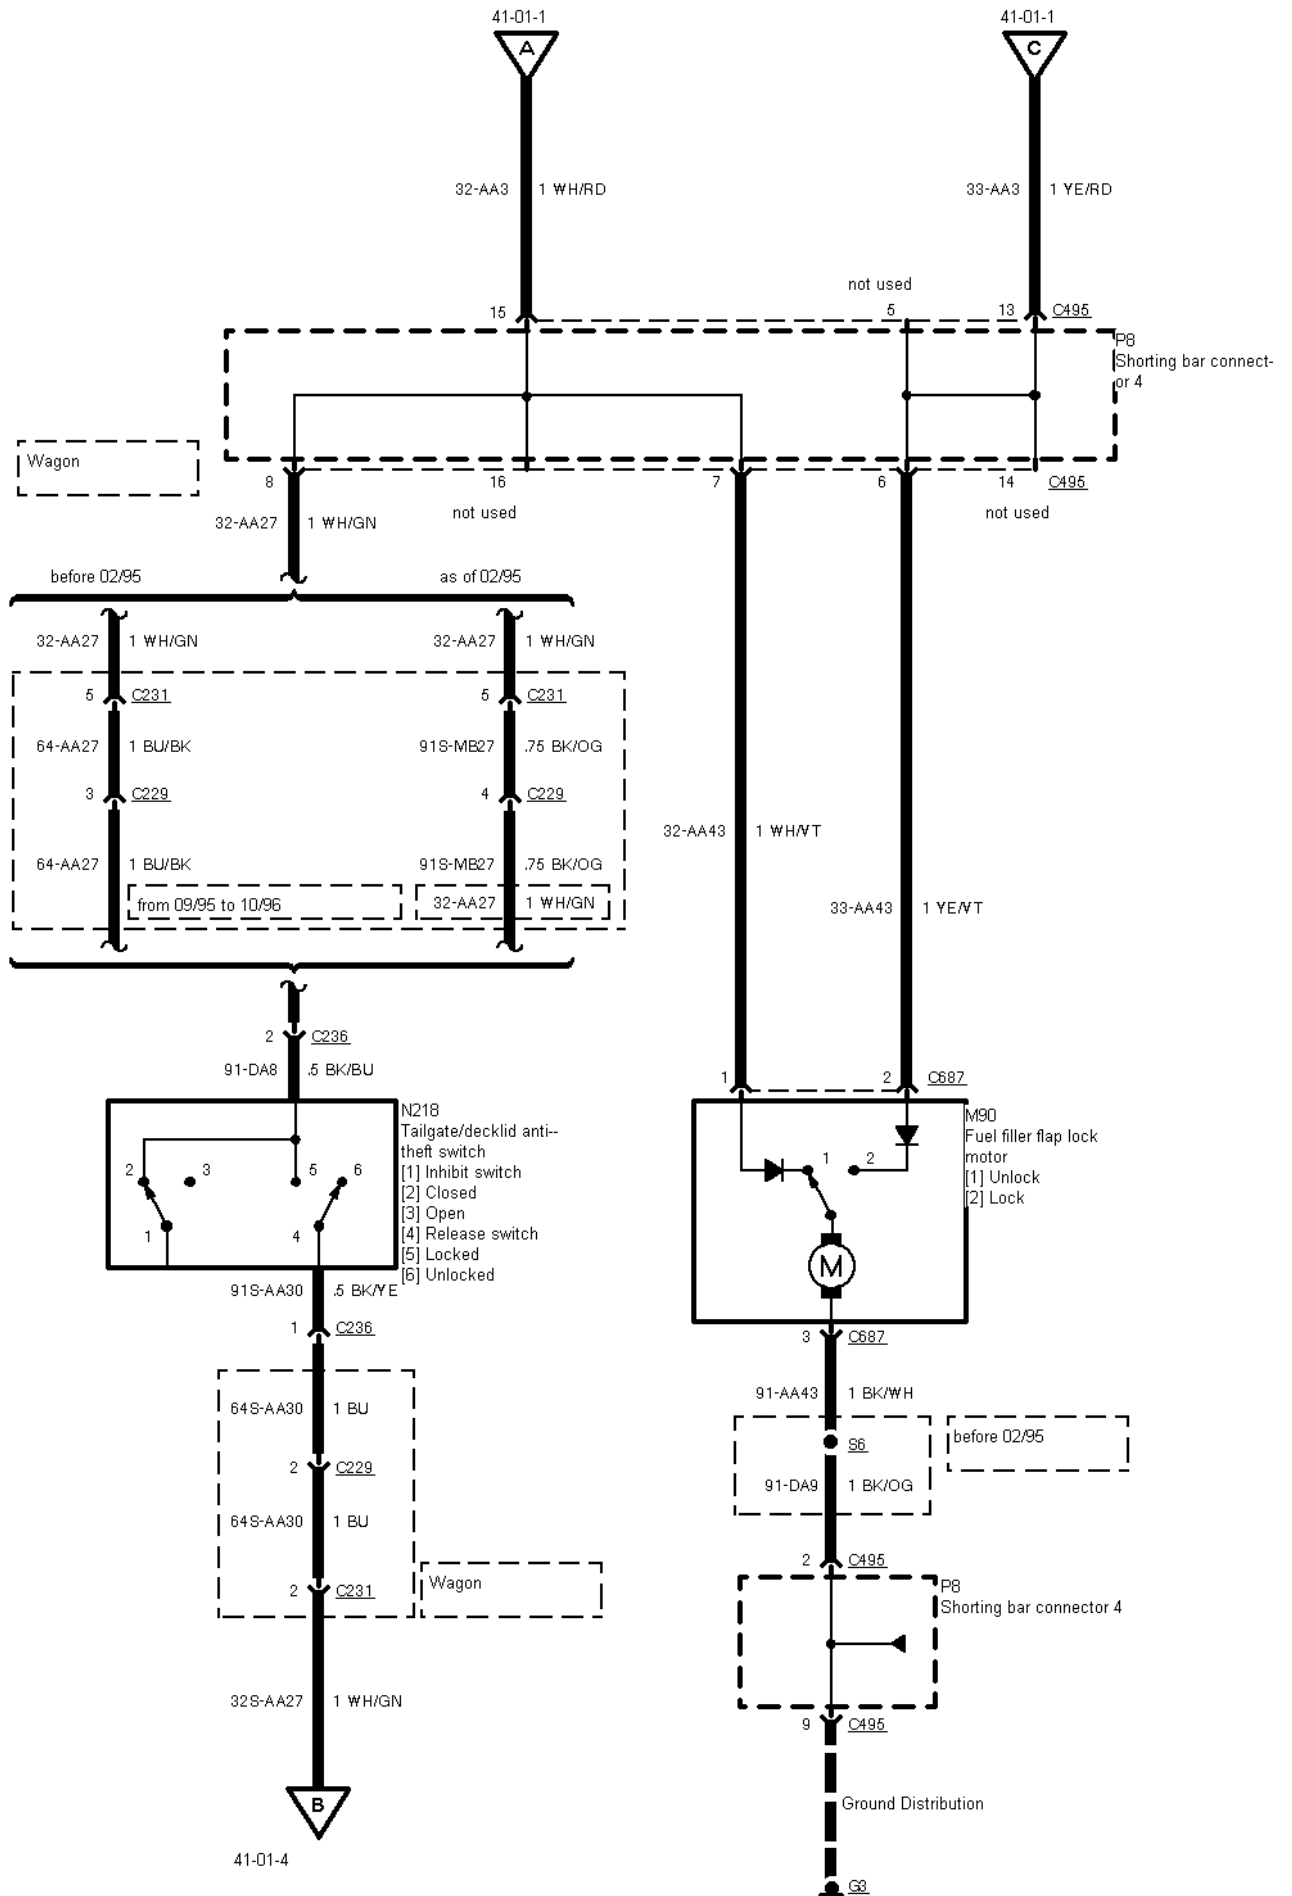 41-01-1
41-01-1
A
C
32-AA3 1 WH/RD
33-AA3 1 YE/RD
not used
15
5
13 C495
P8
Shorting bar connect-
or 4
Wagon
8
16
7
6
14 C495
not used
not used
32-AA27 1 WH/GN
before 02/95
as of 02/95
32-AA27 1 WH/GN
32-AA27 1 WH/GN
5 C231
5 C231
64-AA27 1 BU/BK
91S-MB27 .75 BK/OG
3 C229
4 C229
32-AA43 1 WH/VT
64-AA27 1 BU/BK
91S-MB27 .75 BK/OG
from 09/95 to 10/96
32-AA27 1 WH/GN
33-AA43 1 YE/VT
2 C236
91-DA8 .5 BK/BU
1
2 C687
N218
Tailgate/decklid anti--
theft switch
[1] Inhibit switch
[2] Closed
[3] Open
[4] Release switch
[5] Locked
[6] Unlocked
2
3
5
6
1
4
M90
Fuel filler flap lock
motor
[1] Unlock
[2] Lock
1
2
M
91S-AA30 .5 BK/YE
1 C236
3 C687
91-AA43 1 BK/WH
64S-AA30 1 BU
S6
before 02/95
2 C229
91-DA9 1 BK/OG
64S-AA30 1 BU
2 C495
2 C231
Wagon
P8
Shorting bar connector 4
32S-AA27 1 WH/GN
9 C495
B
Ground Distribution
41-01-4
G3